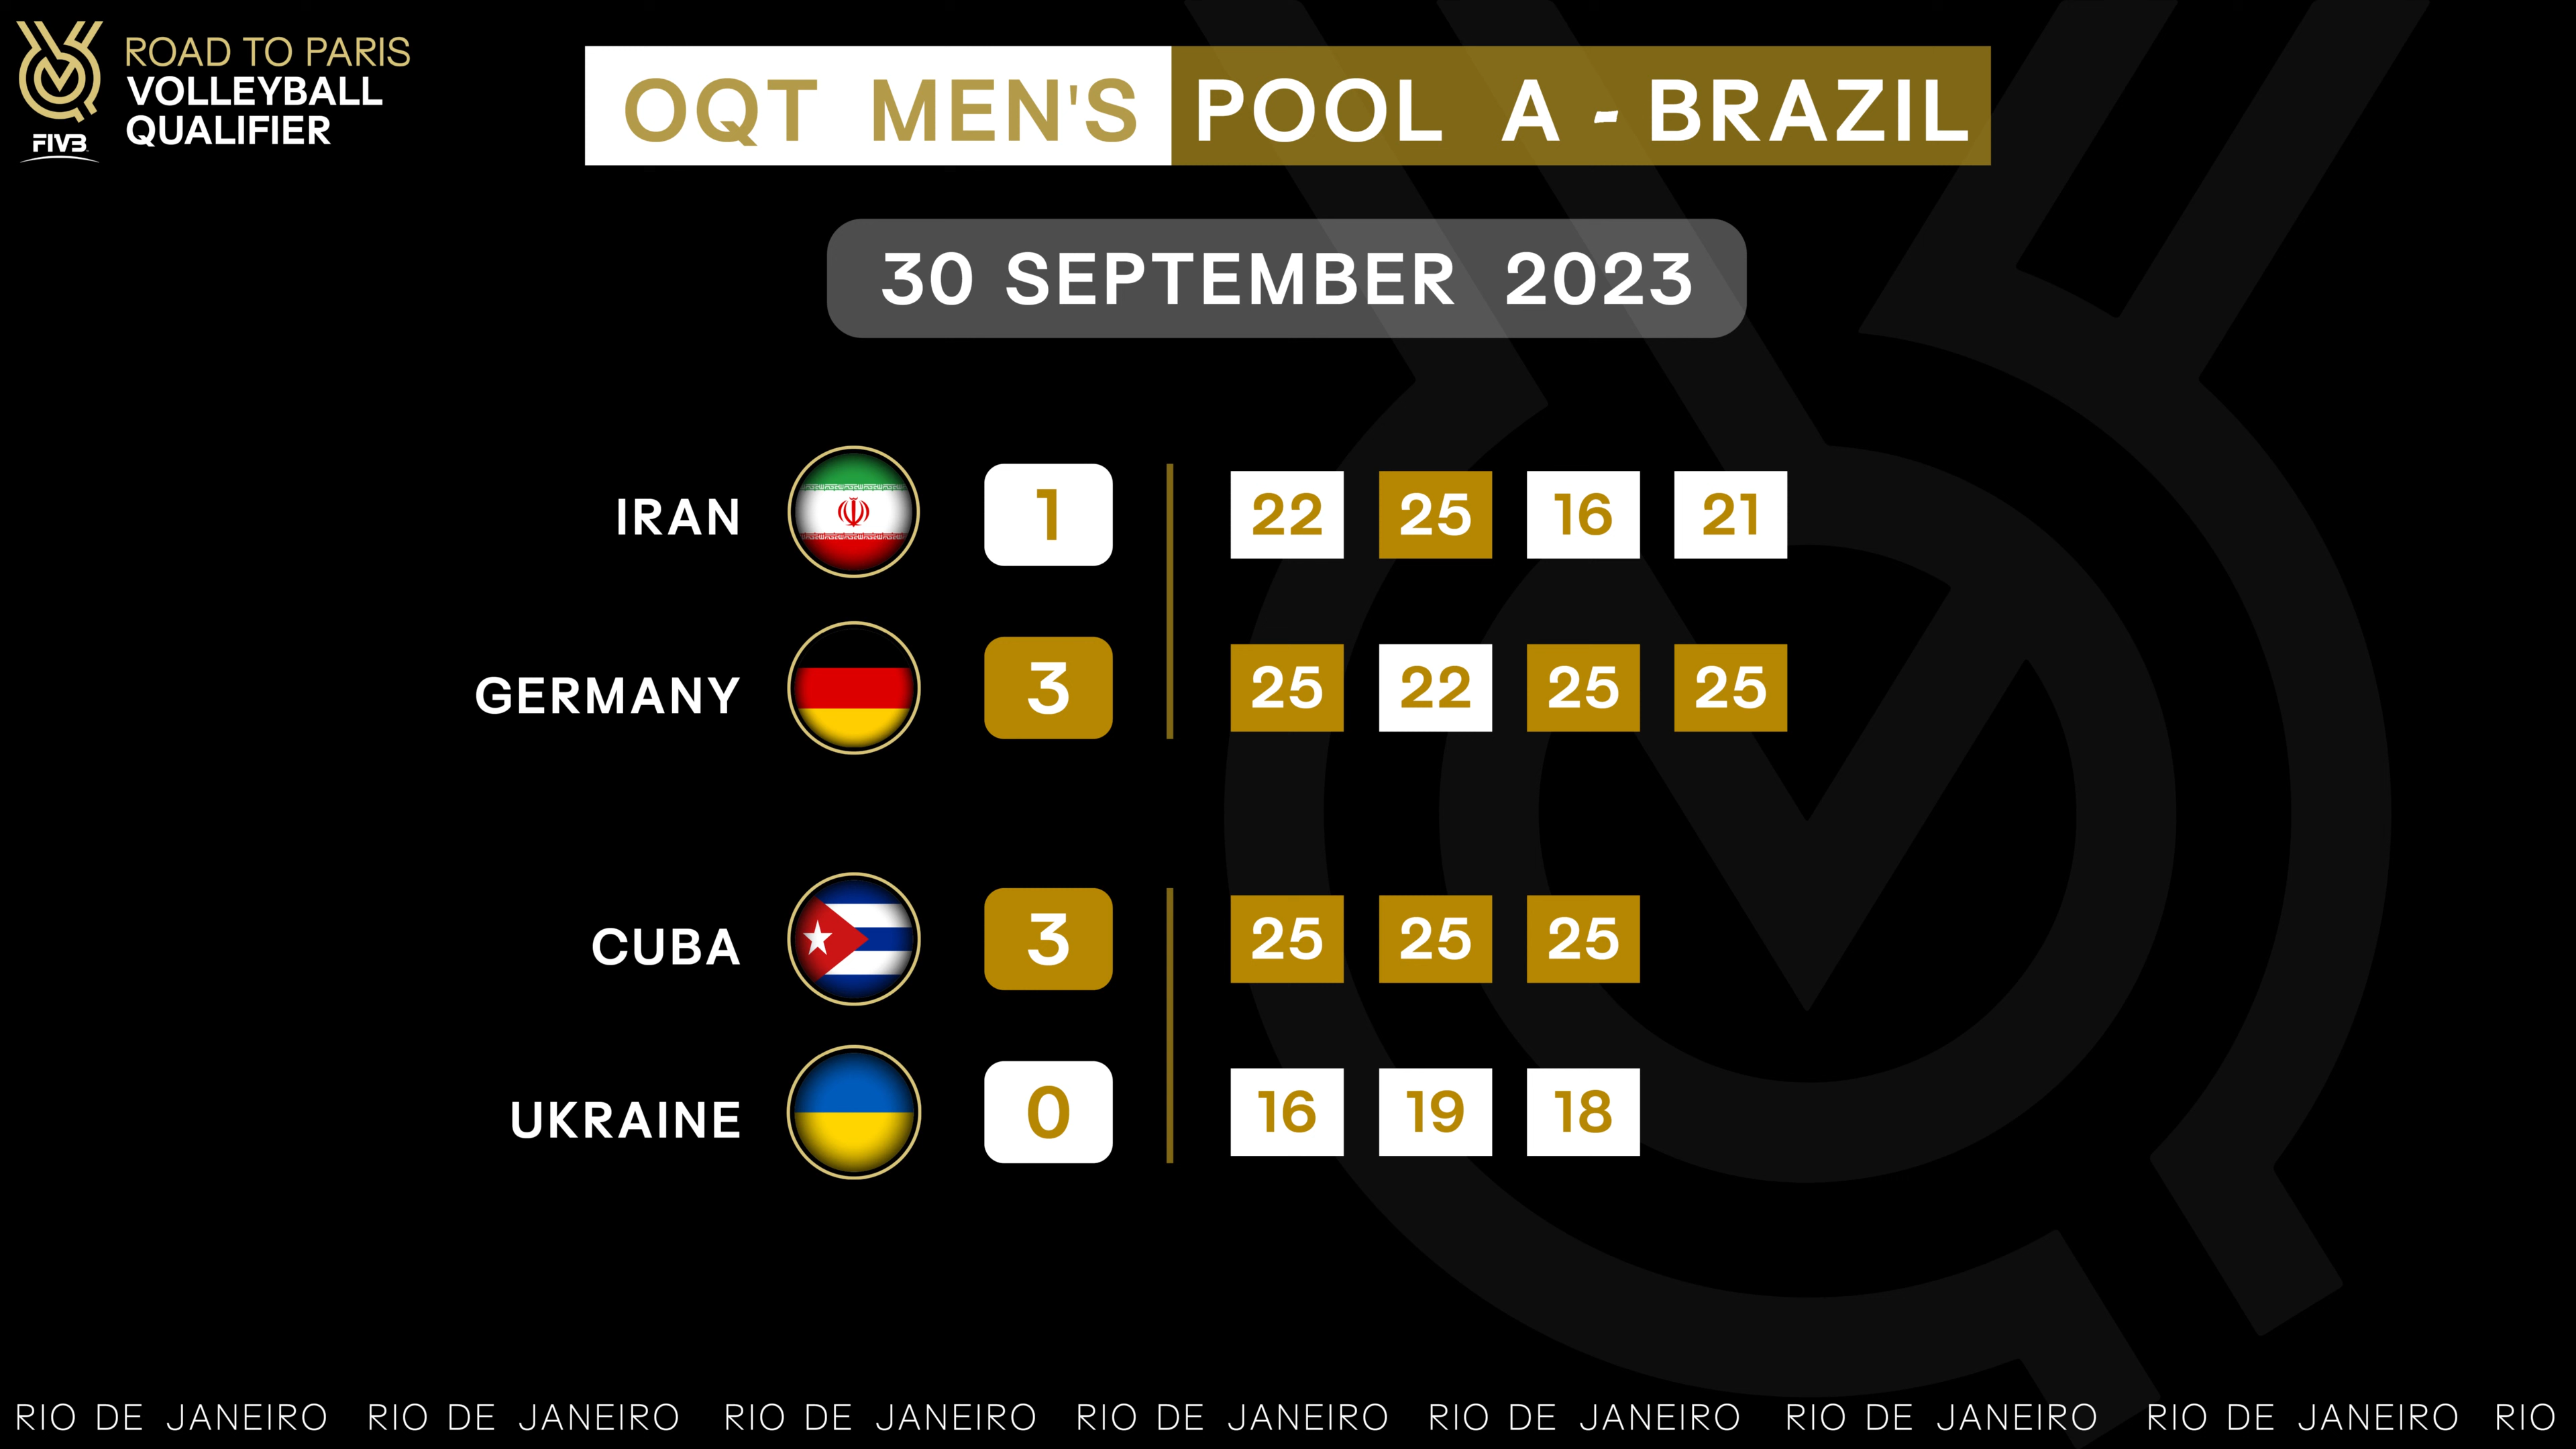 ROAD TO PARIS
VOLLEYBALL
QUALIFIER
FIVB
OQT MEN'S POOL A - BRAZIL
30 SEPTEMBER 2023
IRAN 1 22 25 16 21
GERMANY 3 25 22 25 25
CUBA 3 25 25 25
UKRAINE 0 16 19 18
RIO DE JANEIRO RIO DE JANEIRO RIO DE JANEIRO RIO DE JANEIRO RIO DE JANEIRO RIO DE JANEIRO RIO DE JANEIRO RIO